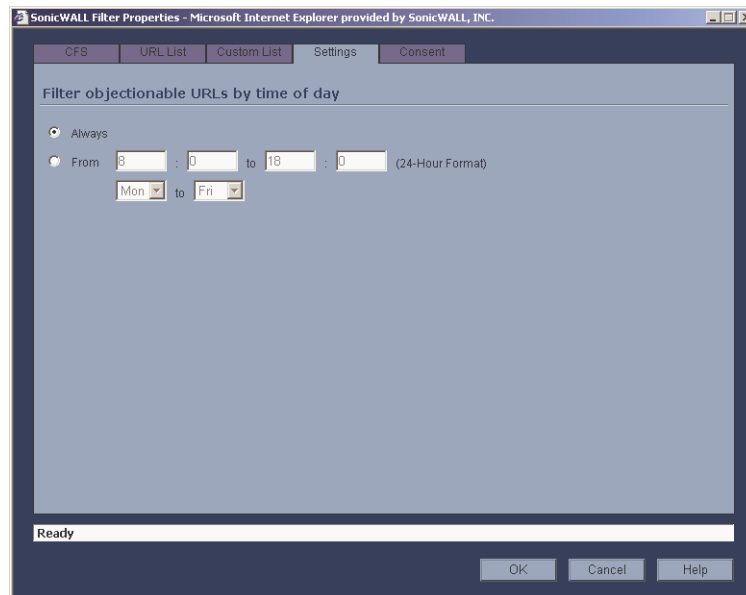 SonicWALL Filter Properties - Microsoft Internet Explorer provided by SonicWALL, INC.
CFS URL List Custom List Settings Consent
Filter objectionable URLs by time of day
Always
From 8 : 0 to 18 : 0 (24-Hour Format)
Mon to Fri
Ready
OK Cancel Help